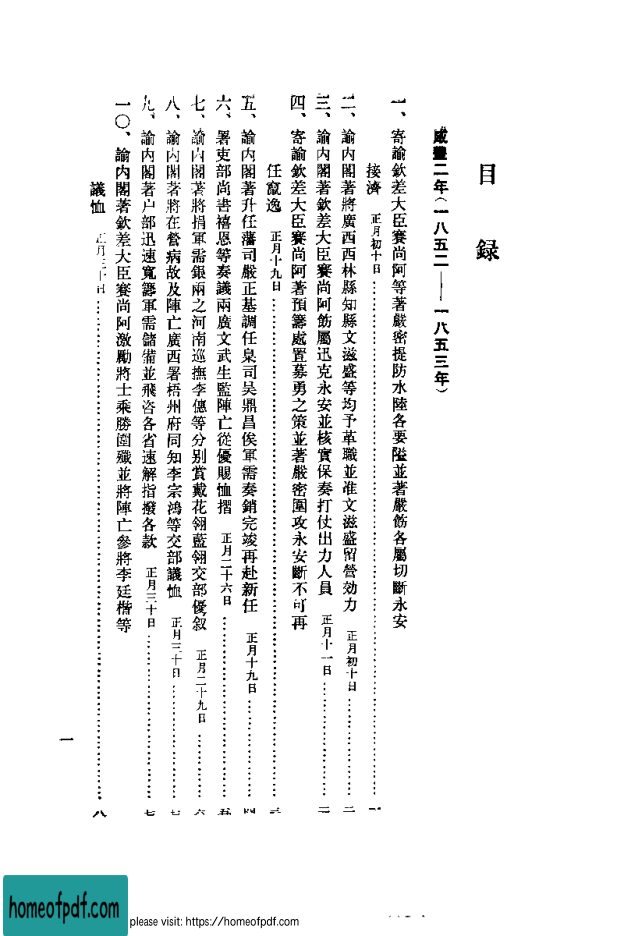 目錄
咸豐二年（一八五二——一八五三年）
一、寄諭欽差大臣賽尚阿等著嚴密提防水陸各要隘並著嚴飭各屬切斷永安
接濟　正月初十日……………………一
二、諭內閣著將廣西西林縣知縣文滋盛等均予革職並准文滋盛留營効力　正月初十日……………………二
三、諭內閣著欽差大臣賽尚阿飭屬迅克永安並核實保奏打仗出力人員　正月十一日……………………二
四、寄諭欽差大臣賽尚阿著預籌處置募勇之策並著嚴密圍攻永安斷不可再
任竄逸　正月十九日……………………三
五、諭內閣著升任藩司嚴正基調任臬司吴鼎昌俟軍需奏銷完竣再赴新任　正月十九日……………………四
六、署吏部尚書禧恩等奏議兩廣文武生監陣亡從優賜恤摺　正月二十六日……………………五
七、諭內閣著將捐軍需銀兩之河南巡撫李僡等分别賞戴花翎藍翎交部優叙　正月二十九日……………………六
八、諭內閣著將在營病故及陣亡廣西署梧州府同知李宗鴻等交部議恤　正月三十日……………………七
九、諭內閣著户部迅速寬籌軍需儲備並飛咨各省速解指撥各款　正月三十日……………………七
一〇、諭內閣著欽差大臣賽尚阿激勵將士乘勝圍殲並將陣亡參將李廷楷等
議恤　正月三十日……………………八
一
homeofpdf.com
please visit: https://homeofpdf.com